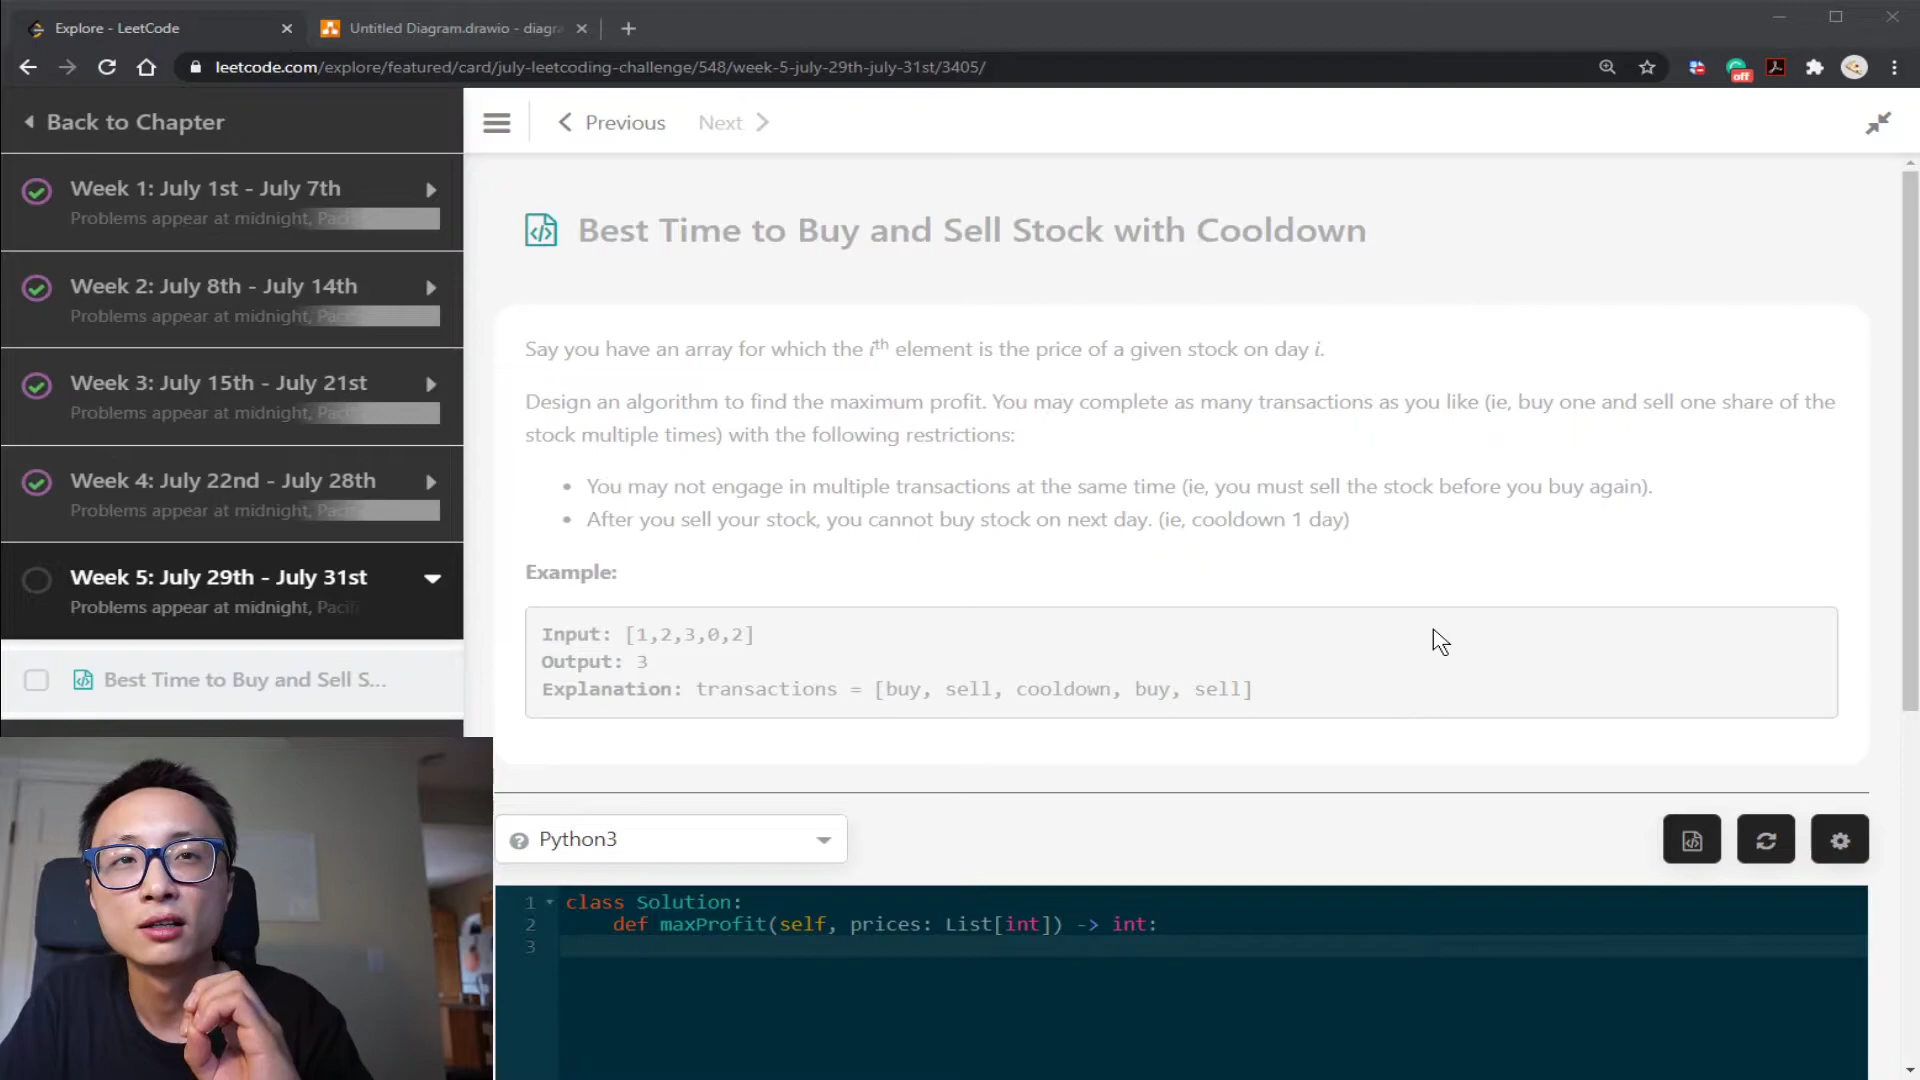 Explore - LeetCode
Untitled Diagram.drawio - diagra
leetcode.com/explore/featured/card/july-leetcoding-challenge/548/week-5-july-29th-july-31st/3405/
off
Back to Chapter
Previous
Next
Week 1: July 1st - July 7th
Problems appear at midnight, Pacifi
Week 2: July 8th - July 14th
Problems appear at midnight, Pacifi
Week 3: July 15th - July 21st
Problems appear at midnight, Pacifi
Week 4: July 22nd - July 28th
Problems appear at midnight, Pacifi
Week 5: July 29th - July 31st
Problems appear at midnight, Pacifi
Best Time to Buy and Sell S...
Best Time to Buy and Sell Stock with Cooldown
Say you have an array for which the ith element is the price of a given stock on day i.
Design an algorithm to find the maximum profit. You may complete as many transactions as you like (ie, buy one and sell one share of the
stock multiple times) with the following restrictions:
• You may not engage in multiple transactions at the same time (ie, you must sell the stock before you buy again).
• After you sell your stock, you cannot buy stock on next day. (ie, cooldown 1 day)
Example:
Input: [1,2,3,0,2]
Output: 3
Explanation: transactions = [buy, sell, cooldown, buy, sell]
Python3
1 class Solution:
2 def maxProfit(self, prices: List[int]) -> int:
3